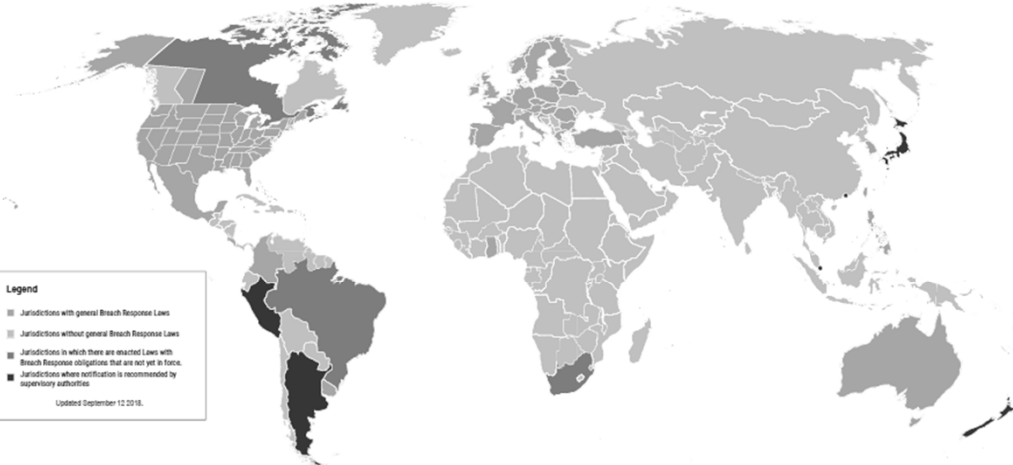 Legend
Jurisdictions with general Breach Response Laws
Jurisdictions without general Breach Response Laws
Jurisdictions in which there are enacted Laws with
Breach Response obligations that are not yet in force.
Jurisdictions where notification is recommended by
supervisory authorities
Updated September 12 2018.